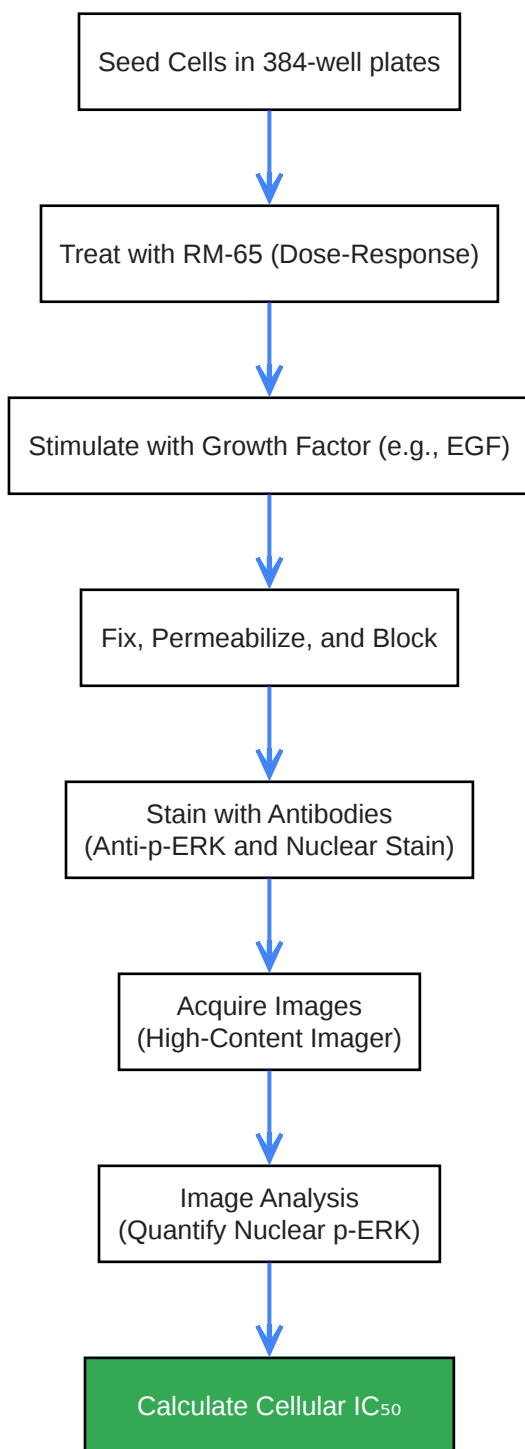 Seed Cells in 384-well plates
Treat with RM-65 (Dose-Response)
Stimulate with Growth Factor (e.g., EGF)
Fix, Permeabilize, and Block
Stain with Antibodies
(Anti-p-ERK and Nuclear Stain)
Acquire Images
(High-Content Imager)
Image Analysis
(Quantify Nuclear p-ERK)
Calculate Cellular IC₅₀